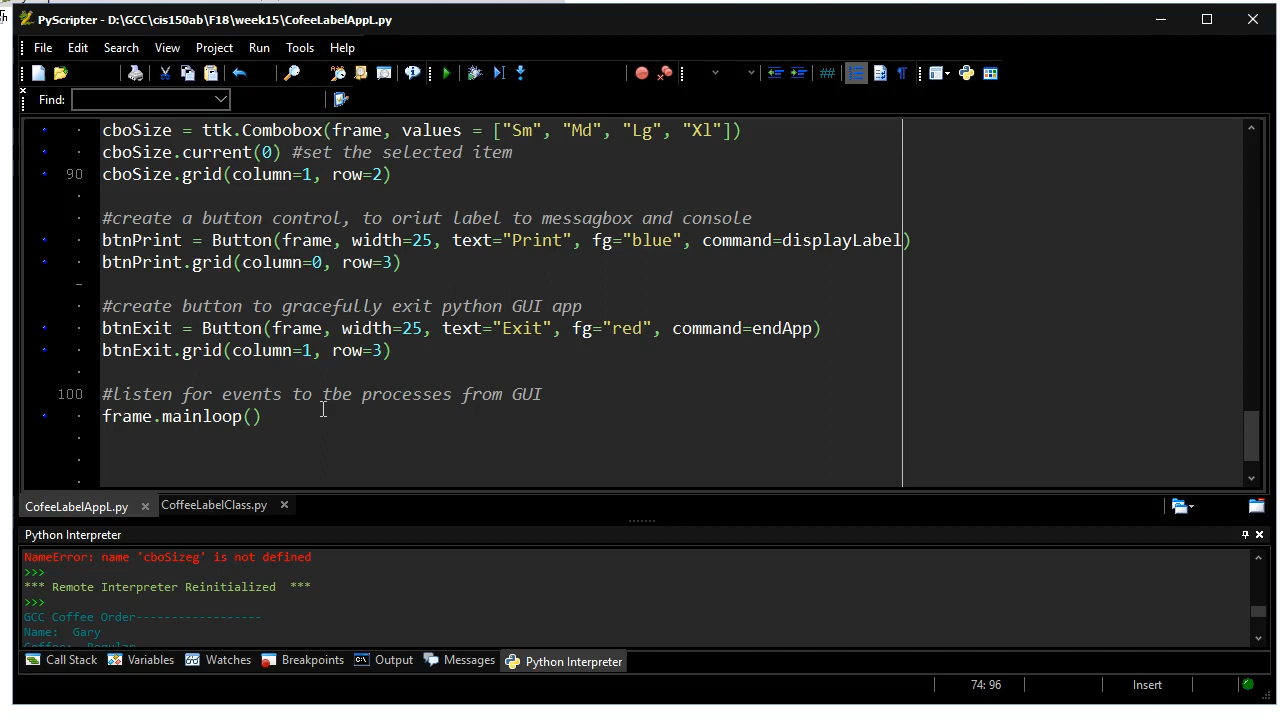 PyScripter - D:\GCC\cis150ab\F18\week15\CofeeLabelAppL.py
File Edit Search View Project Run Tools Help
Find:
cboSize = ttk.Combobox(frame, values = ["Sm", "Md", "Lg", "Xl"])
cboSize.current(0) #set the selected item
90 cboSize.grid(column=1, row=2)
#create a button control, to oriut label to messagbox and console
btnPrint = Button(frame, width=25, text="Print", fg="blue", command=displayLabel)
btnPrint.grid(column=0, row=3)
#create button to gracefully exit python GUI app
btnExit = Button(frame, width=25, text="Exit", fg="red", command=endApp)
btnExit.grid(column=1, row=3)
100 #listen for events to tbe processes from GUI
frame.mainloop()
CofeeLabelAppL.py CoffeeLabelClass.py
Python Interpreter
NameError: name 'cboSizeg' is not defined
>>>
*** Remote Interpreter Reinitialized ***
>>>
GCC Coffee Order------------------
Name: Gary
Coffee: Regular
Call Stack Variables Watches Breakpoints Output Messages Python Interpreter
74: 96 Insert